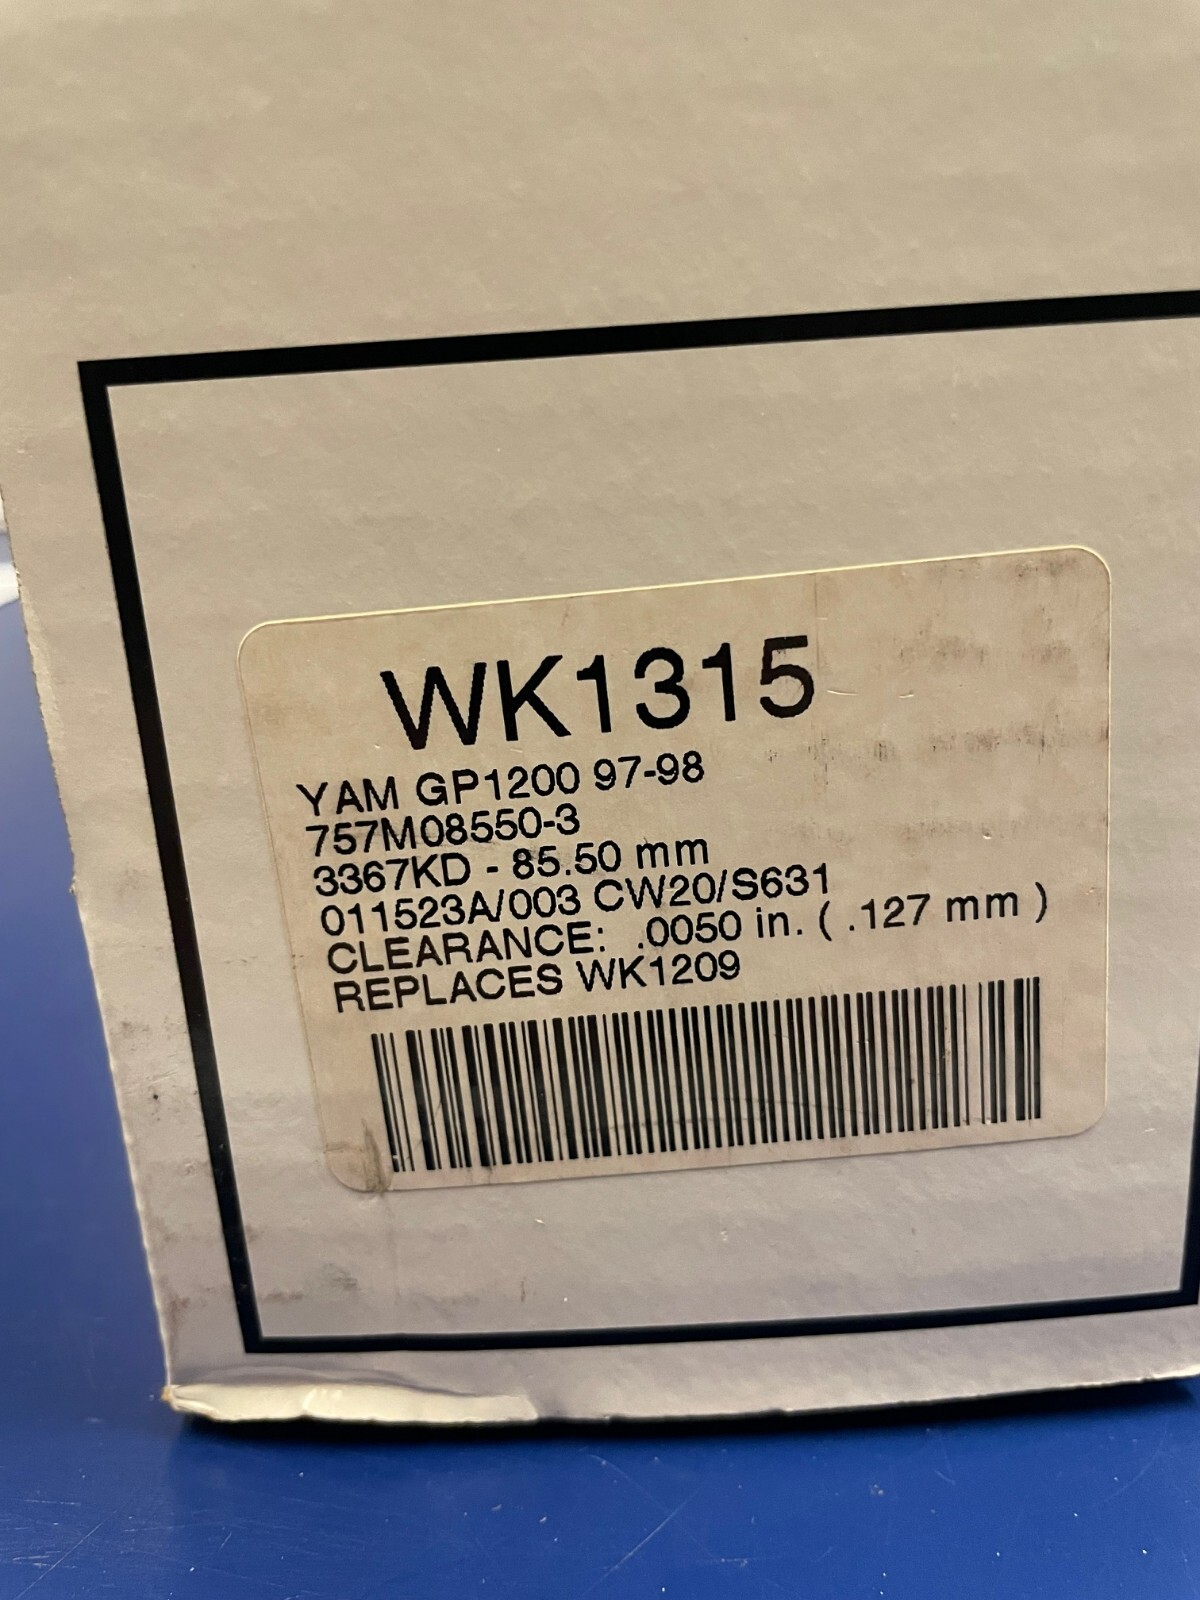 WK1315
YAM GP1200 97-98
757M08550-3
3367KD - 85.50 mm
011523A/003 CW20/S631
CLEARANCE: .0050 in. ( .127 mm )
REPLACES WK1209